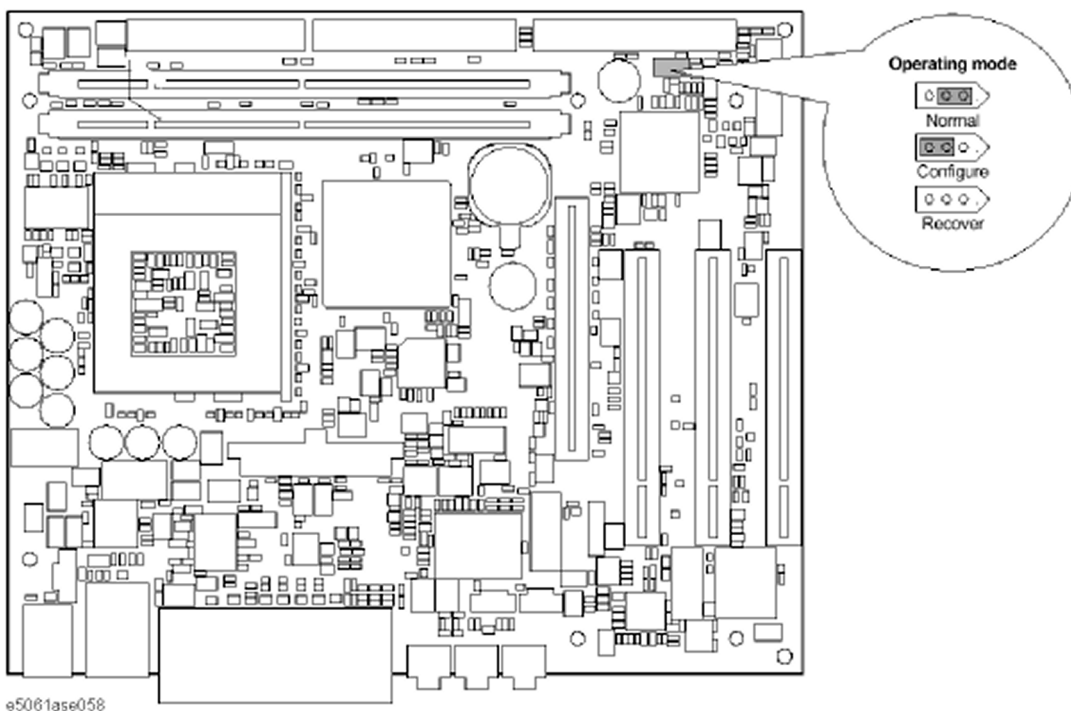 Operating mode
Normal
Configure
Recover
e5061ase058